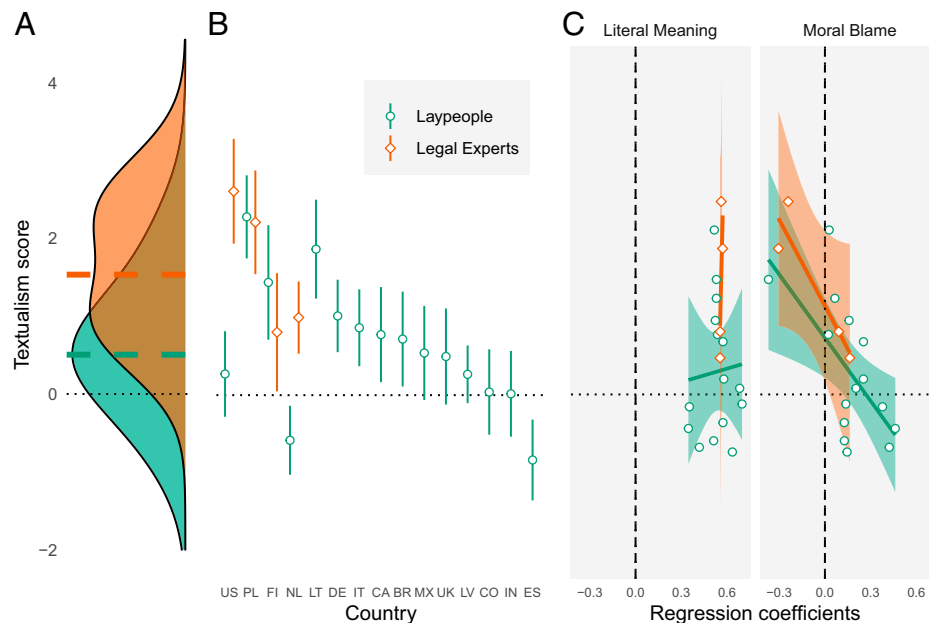 A
B
C
Literal Meaning
Moral Blame
Textualism score
4
2
0
−2
Laypeople
Legal Experts
US PL FI NL LT DE IT CA BR MX UK LV CO IN ES
Country
−0.3 0.0 0.3 0.6
−0.3 0.0 0.3 0.6
Regression coefficients